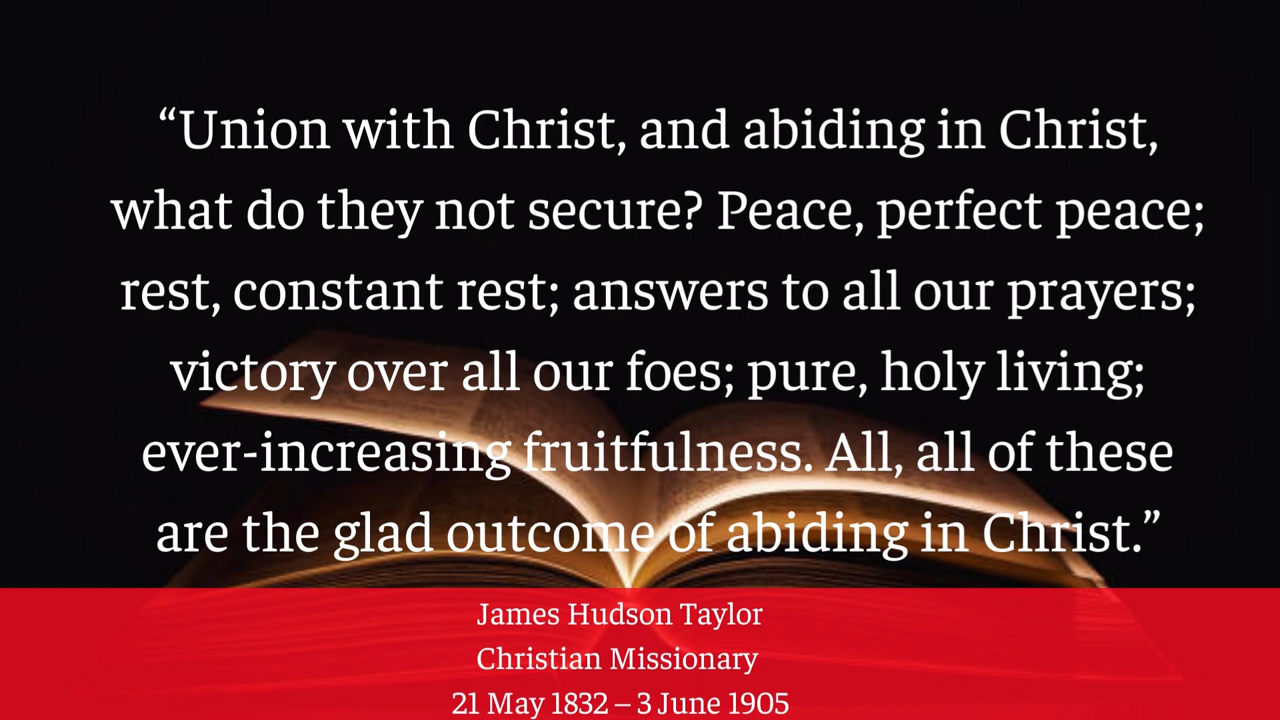 “Union with Christ, and abiding in Christ,
what do they not secure? Peace, perfect peace;
rest, constant rest; answers to all our prayers;
victory over all our foes; pure, holy living;
ever-increasing fruitfulness. All, all of these
are the glad outcome of abiding in Christ.”
James Hudson Taylor
Christian Missionary
21 May 1832 – 3 June 1905